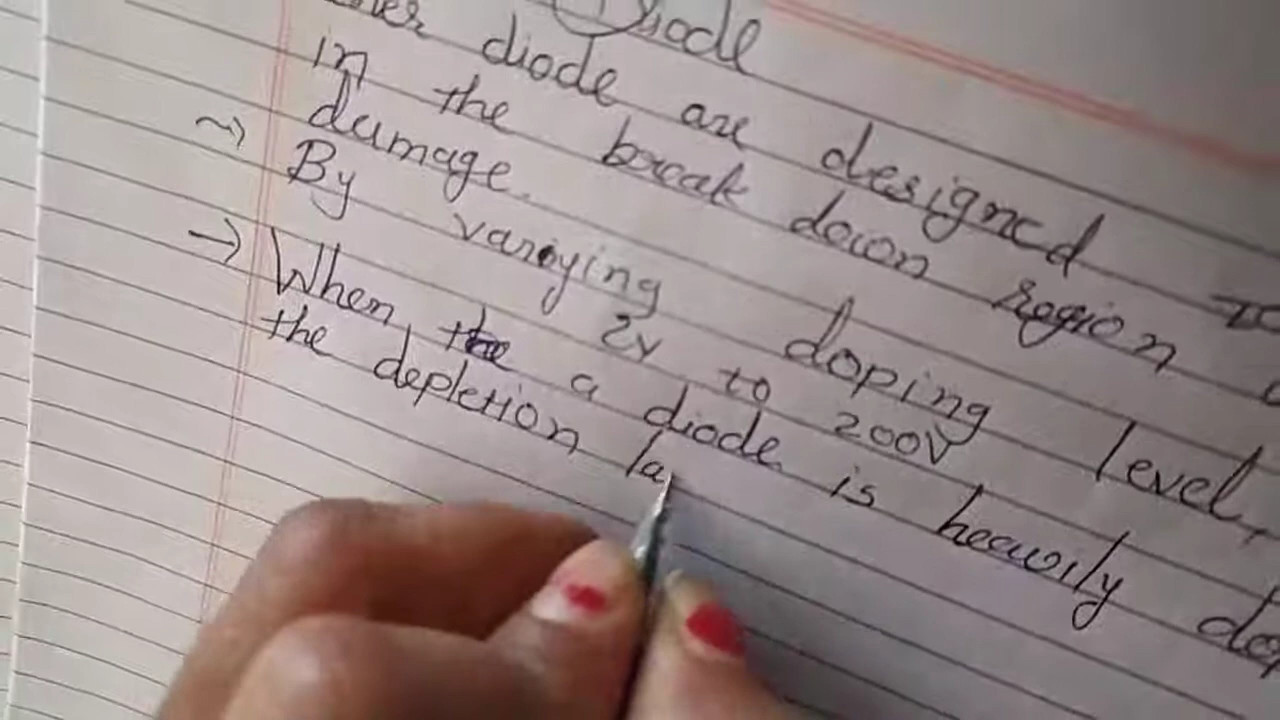 Diode
diode are designed
in the break down region
damage.
By varying doping level,
2V to 200V
When the a diode is heavily
the depletion la